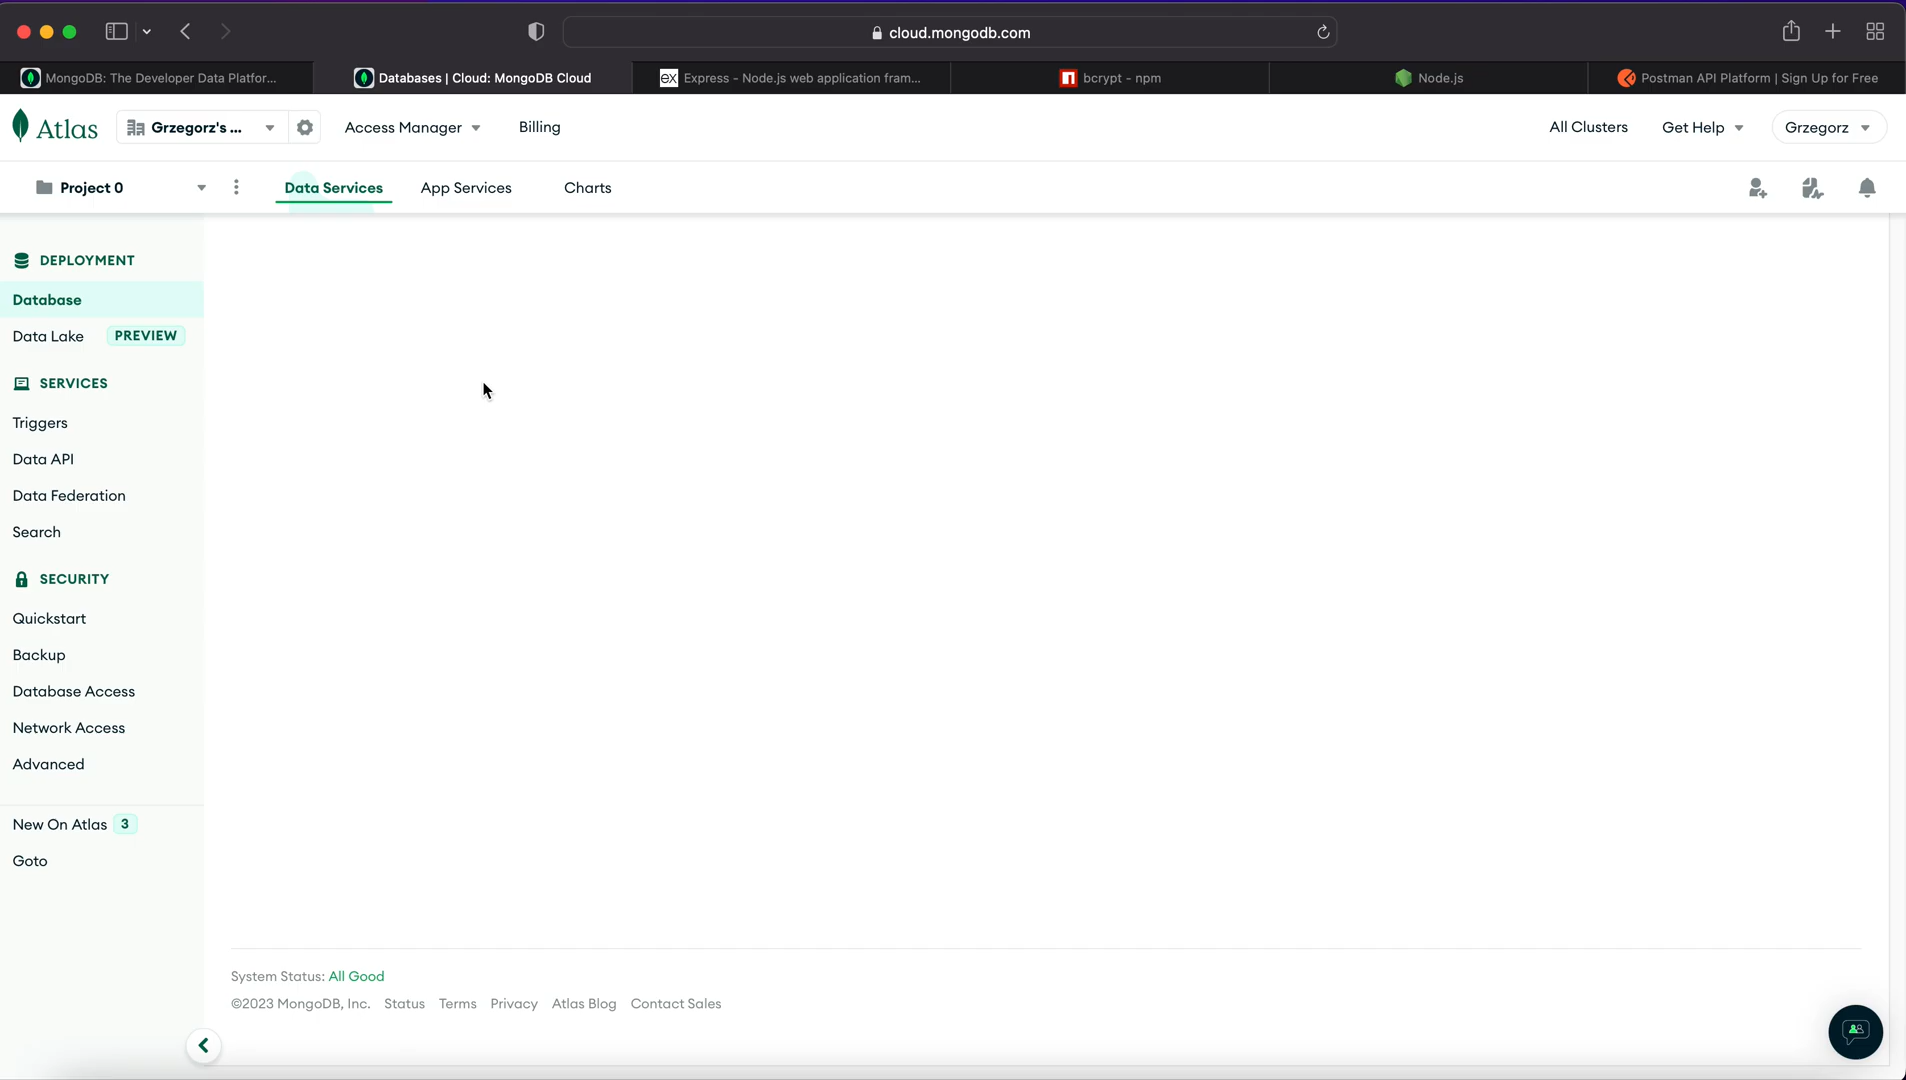 cloud.mongodb.com
MongoDB: The Developer Data Platfor...
Databases | Cloud: MongoDB Cloud
EX Express - Node.js web application fram...
bcrypt - npm
Node.js
Postman API Platform | Sign Up for Free
Atlas
Grzegorz's ...
Access Manager
Billing
All Clusters
Get Help
Grzegorz
Project 0
Data Services
App Services
Charts
DEPLOYMENT
Database
Data Lake PREVIEW
SERVICES
Triggers
Data API
Data Federation
Search
SECURITY
Quickstart
Backup
Database Access
Network Access
Advanced
New On Atlas 3
Goto
System Status: All Good
©2023 MongoDB, Inc. Status Terms Privacy Atlas Blog Contact Sales